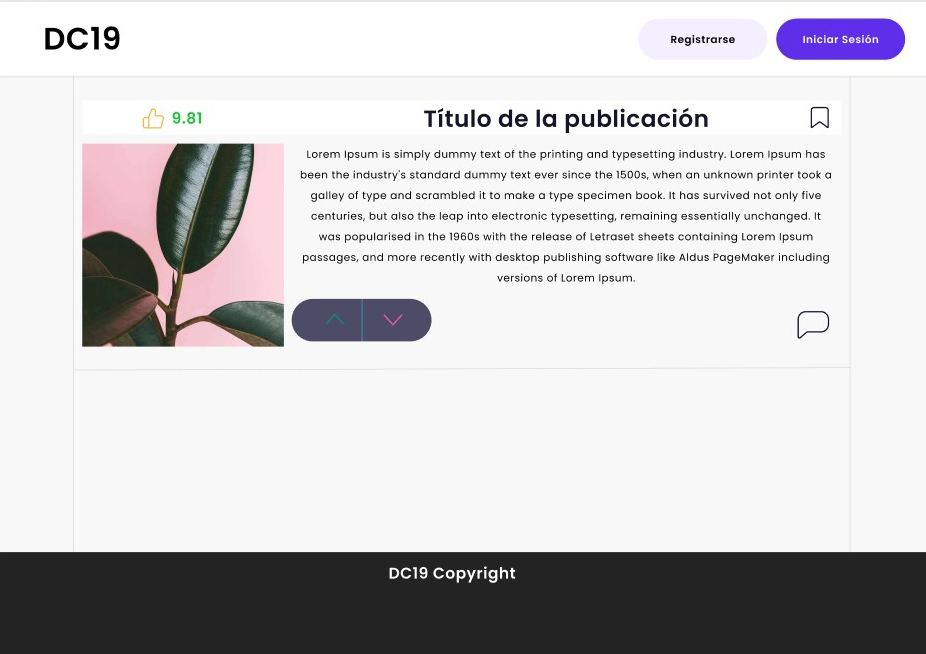 DC19
Registrarse
Iniciar Sesión
9.81
Título de la publicación
Lorem Ipsum is simply dummy text of the printing and typesetting industry. Lorem Ipsum has
been the industry's standard dummy text ever since the 1500s, when an unknown printer took a
galley of type and scrambled it to make a type specimen book. It has survived not only five
centuries, but also the leap into electronic typesetting, remaining essentially unchanged. It
was popularised in the 1960s with the release of Letraset sheets containing Lorem Ipsum
passages, and more recently with desktop publishing software like Aldus PageMaker including
versions of Lorem Ipsum.
DC19 Copyright